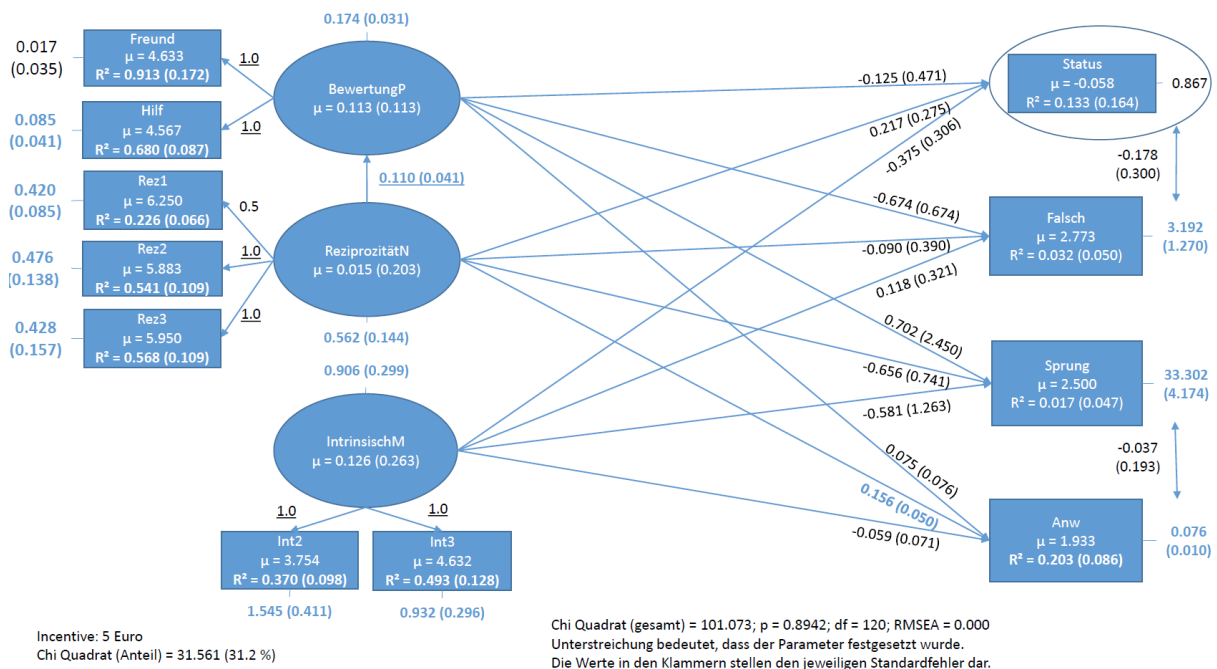 0.174 (0.031)
0.017
(0.035)
Freund
μ = 4.633
R² = 0.913 (0.172)
1.0
BewertungP
μ = 0.113 (0.113)
0.085
(0.041)
Hilf
μ = 4.567
R² = 0.680 (0.087)
1.0
0.420
(0.085)
Rez1
μ = 6.250
R² = 0.226 (0.066)
0.5
0.110 (0.041)
0.476
(0.138)
Rez2
μ = 5.883
R² = 0.541 (0.109)
1.0
ReziprozitätN
μ = 0.015 (0.203)
0.428
(0.157)
Rez3
μ = 5.950
R² = 0.568 (0.109)
1.0
0.562 (0.144)
0.906 (0.299)
IntrinsischM
μ = 0.126 (0.263)
1.0
1.0
Int2
μ = 3.754
R² = 0.370 (0.098)
1.545 (0.411)
Int3
μ = 4.632
R² = 0.493 (0.128)
0.932 (0.296)
-0.125 (0.471)
0.217 (0.275)
-0.375 (0.306)
-0.674 (0.674)
-0.090 (0.390)
0.118 (0.321)
0.702 (2.450)
-0.656 (0.741)
-0.581 (1.263)
0.075 (0.076)
0.156 (0.050)
-0.059 (0.071)
Status
μ = -0.058
R² = 0.133 (0.164)
0.867
-0.178
(0.300)
Falsch
μ = 2.773
R² = 0.032 (0.050)
3.192
(1.270)
Sprung
μ = 2.500
R² = 0.017 (0.047)
33.302
(4.174)
-0.037
(0.193)
Anw
μ = 1.933
R² = 0.203 (0.086)
0.076
(0.010)
Incentive: 5 Euro
Chi Quadrat (Anteil) = 31.561 (31.2 %)
Chi Quadrat (gesamt) = 101.073; p = 0.8942; df = 120; RMSEA = 0.000
Unterstreichung bedeutet, dass der Parameter festgesetzt wurde.
Die Werte in den Klammern stellen den jeweiligen Standardfehler dar.